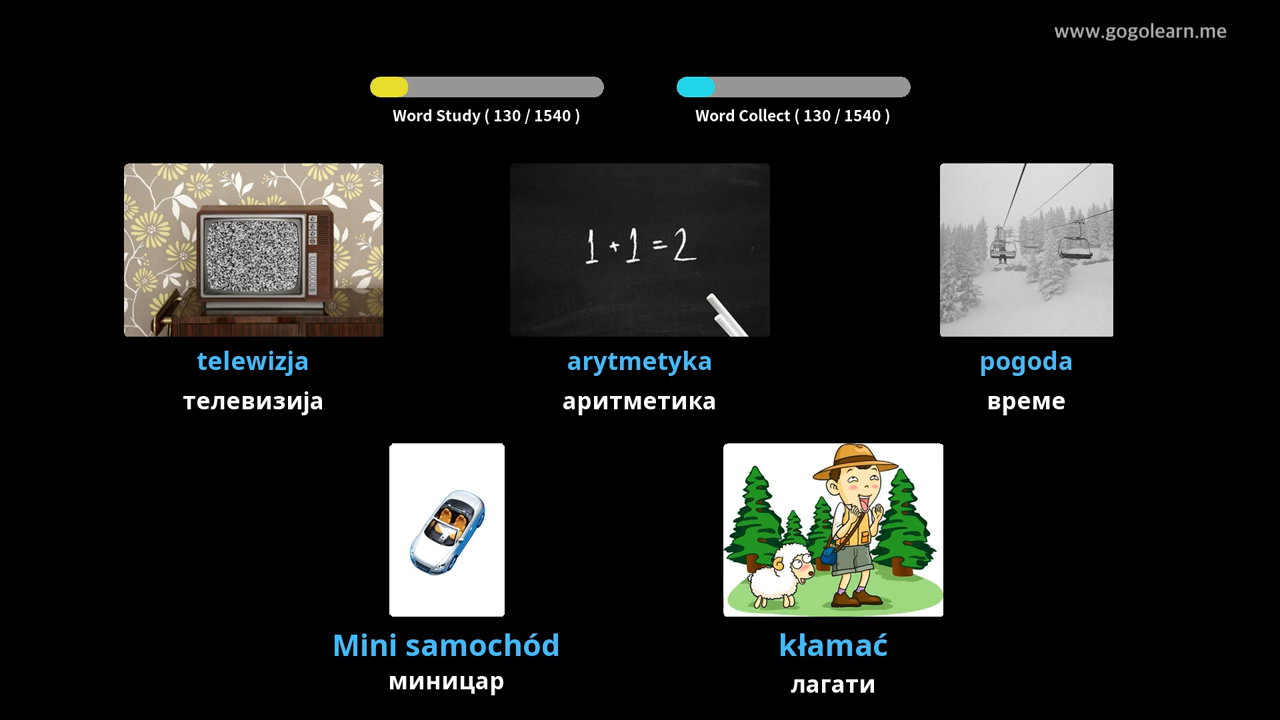 www.gogolearn.me
Word Study ( 130 / 1540 )
Word Collect ( 130 / 1540 )
1 + 1 = 2
telewizja
arytmetyka
pogoda
телевизија
аритметика
време
Mini samochód
kłamać
миницар
лагати